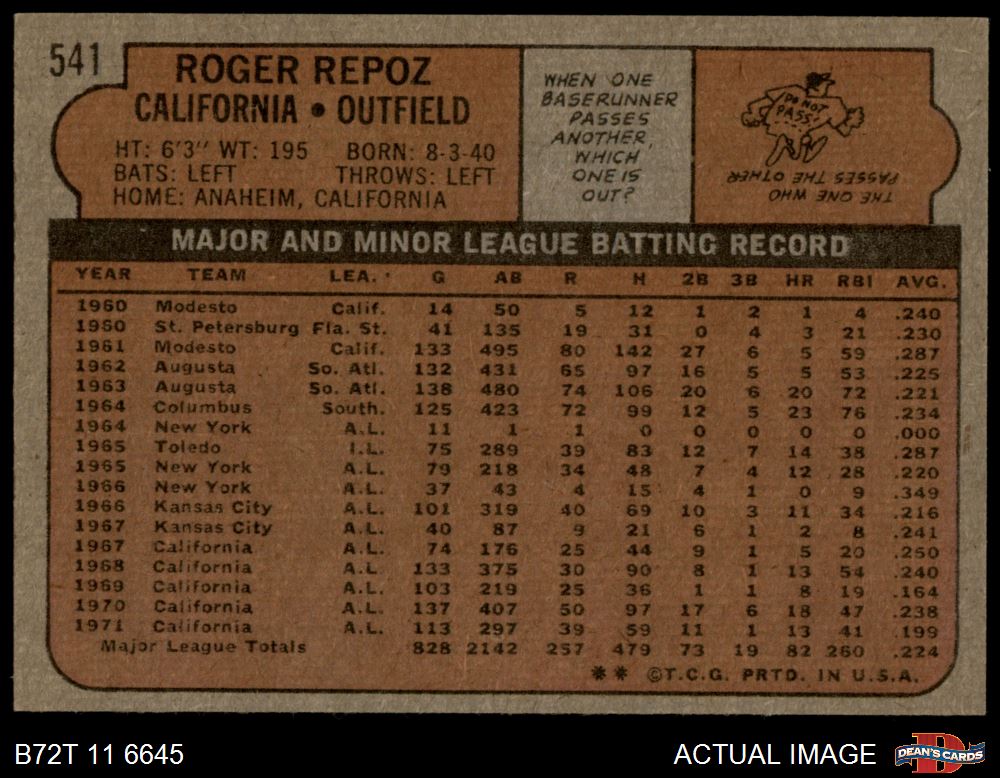 541
ROGER REPOZ
CALIFORNIA • OUTFIELD
HT: 6'3" WT: 195 BORN: 8-3-40
BATS: LEFT THROWS: LEFT
HOME: ANAHEIM, CALIFORNIA
WHEN ONE
BASERUNNER
PASSES
ANOTHER,
WHICH
ONE IS
OUT?
DO NOT
PASS
THE ONE WHO
PASSES THE OTHER
MAJOR AND MINOR LEAGUE BATTING RECORD
YEAR TEAM LEA. G AB R H 2B 3B HR RBI AVG.
1960 Modesto Calif. 14 50 5 12 1 2 1 4 .240
1960 St. Petersburg Fla. St. 41 135 19 31 0 4 3 21 .230
1961 Modesto Calif. 133 495 80 142 27 6 5 59 .287
1962 Augusta So. Atl. 132 431 65 97 16 5 5 53 .225
1963 Augusta So. Atl. 138 480 74 106 20 6 20 72 .221
1964 Columbus South. 125 423 72 99 12 5 23 76 .234
1964 New York A.L. 11 1 1 0 0 0 0 0 .000
1965 Toledo I.L. 75 289 39 83 12 7 14 38 .287
1965 New York A.L. 79 218 34 48 7 4 12 28 .220
1966 New York A.L. 37 43 4 15 4 1 0 9 .349
1966 Kansas City A.L. 101 319 40 69 10 3 11 34 .216
1967 Kansas City A.L. 40 87 9 21 6 1 2 8 .241
1967 California A.L. 74 176 25 44 9 1 5 20 .250
1968 California A.L. 133 375 30 90 8 1 13 54 .240
1969 California A.L. 103 219 25 36 1 1 8 19 .164
1970 California A.L. 137 407 50 97 17 6 18 47 .238
1971 California A.L. 113 297 39 59 11 1 13 41 .199
Major League Totals 828 2142 257 479 73 19 82 260 .224
** ©T.C.G. PRTD. IN U.S.A.
B72T 11 6645 ACTUAL IMAGE DEAN'S CARDS